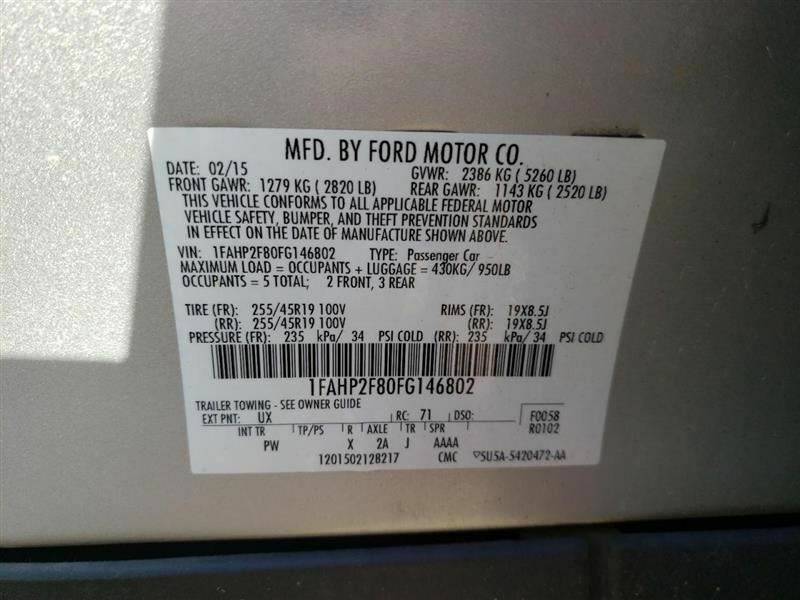 MFD. BY FORD MOTOR CO.
DATE: 02/15 GVWR: 2386 KG ( 5260 LB)
FRONT GAWR: 1279 KG ( 2820 LB) REAR GAWR: 1143 KG ( 2520 LB)
THIS VEHICLE CONFORMS TO ALL APPLICABLE FEDERAL MOTOR
VEHICLE SAFETY, BUMPER, AND THEFT PREVENTION STANDARDS
IN EFFECT ON THE DATE OF MANUFACTURE SHOWN ABOVE.
VIN: 1FAHP2F80FG146802 TYPE: Passenger Car
MAXIMUM LOAD = OCCUPANTS + LUGGAGE = 430KG/ 950LB
OCCUPANTS = 5 TOTAL; 2 FRONT, 3 REAR
TIRE (FR): 255/45R19 100V RIMS (FR): 19X8.5J
(RR): 255/45R19 100V (RR): 19X8.5J
PRESSURE (FR): 235 kPa/ 34 PSI COLD (RR): 235 kPa/ 34 PSI COLD
1FAHP2F80FG146802
TRAILER TOWING - SEE OWNER GUIDE
EXT PNT: UX RC: 71 DSO: F0058
INT TR TP/PS R AXLE TR SPR R0102
PW X 2A J AAAA
1201502128217 CMC ▽5U5A-5420472-AA